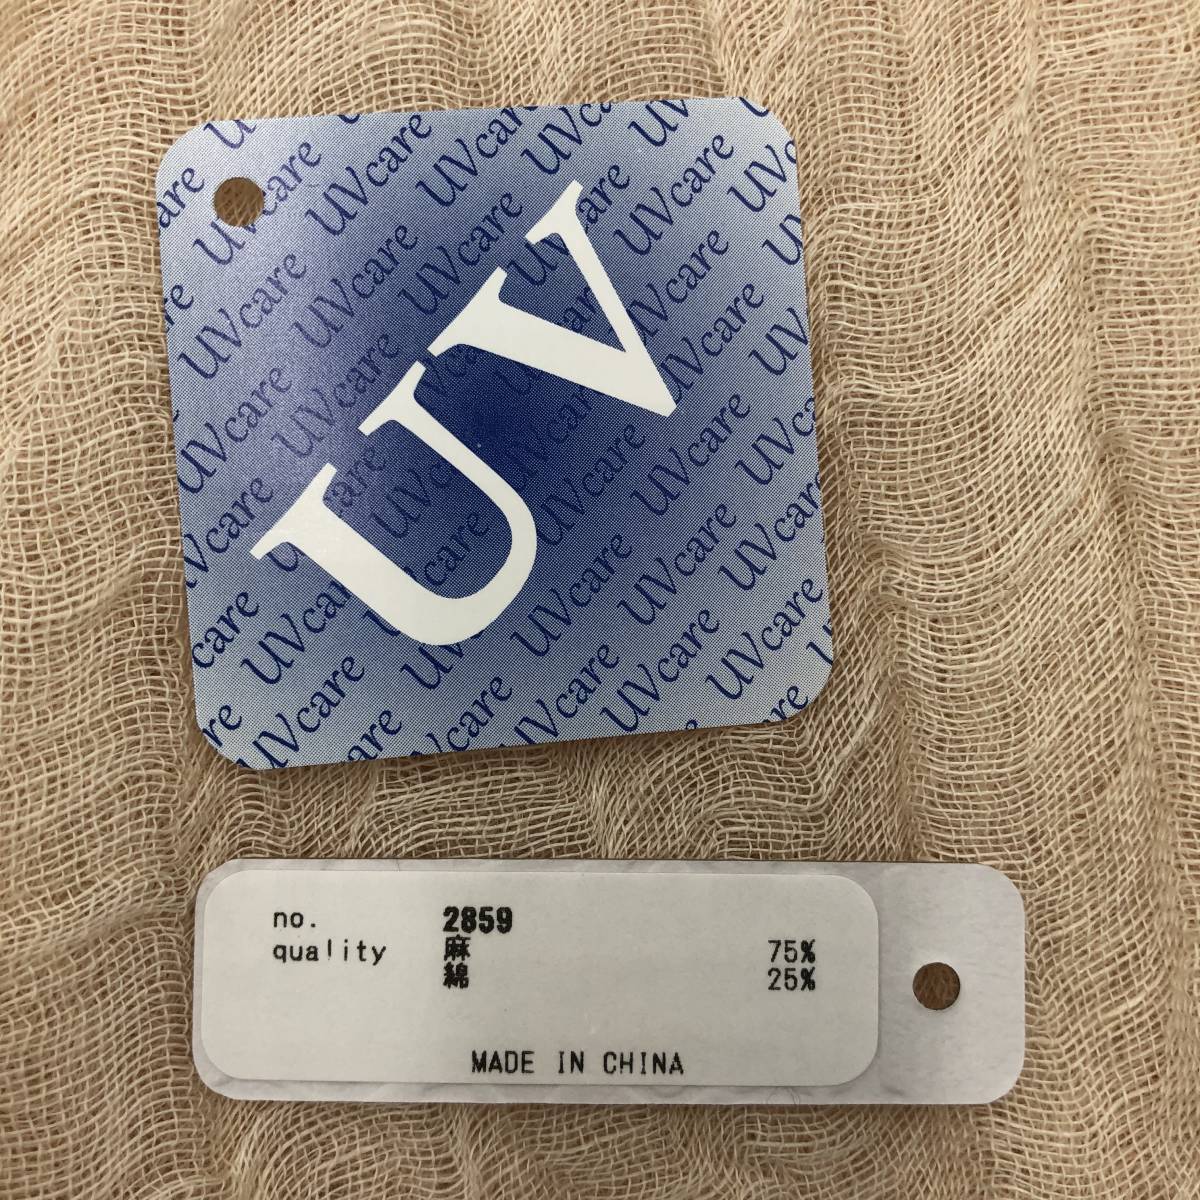 UV
UVcare
no. 2859
quality 麻 75%
綿 25%
MADE IN CHINA